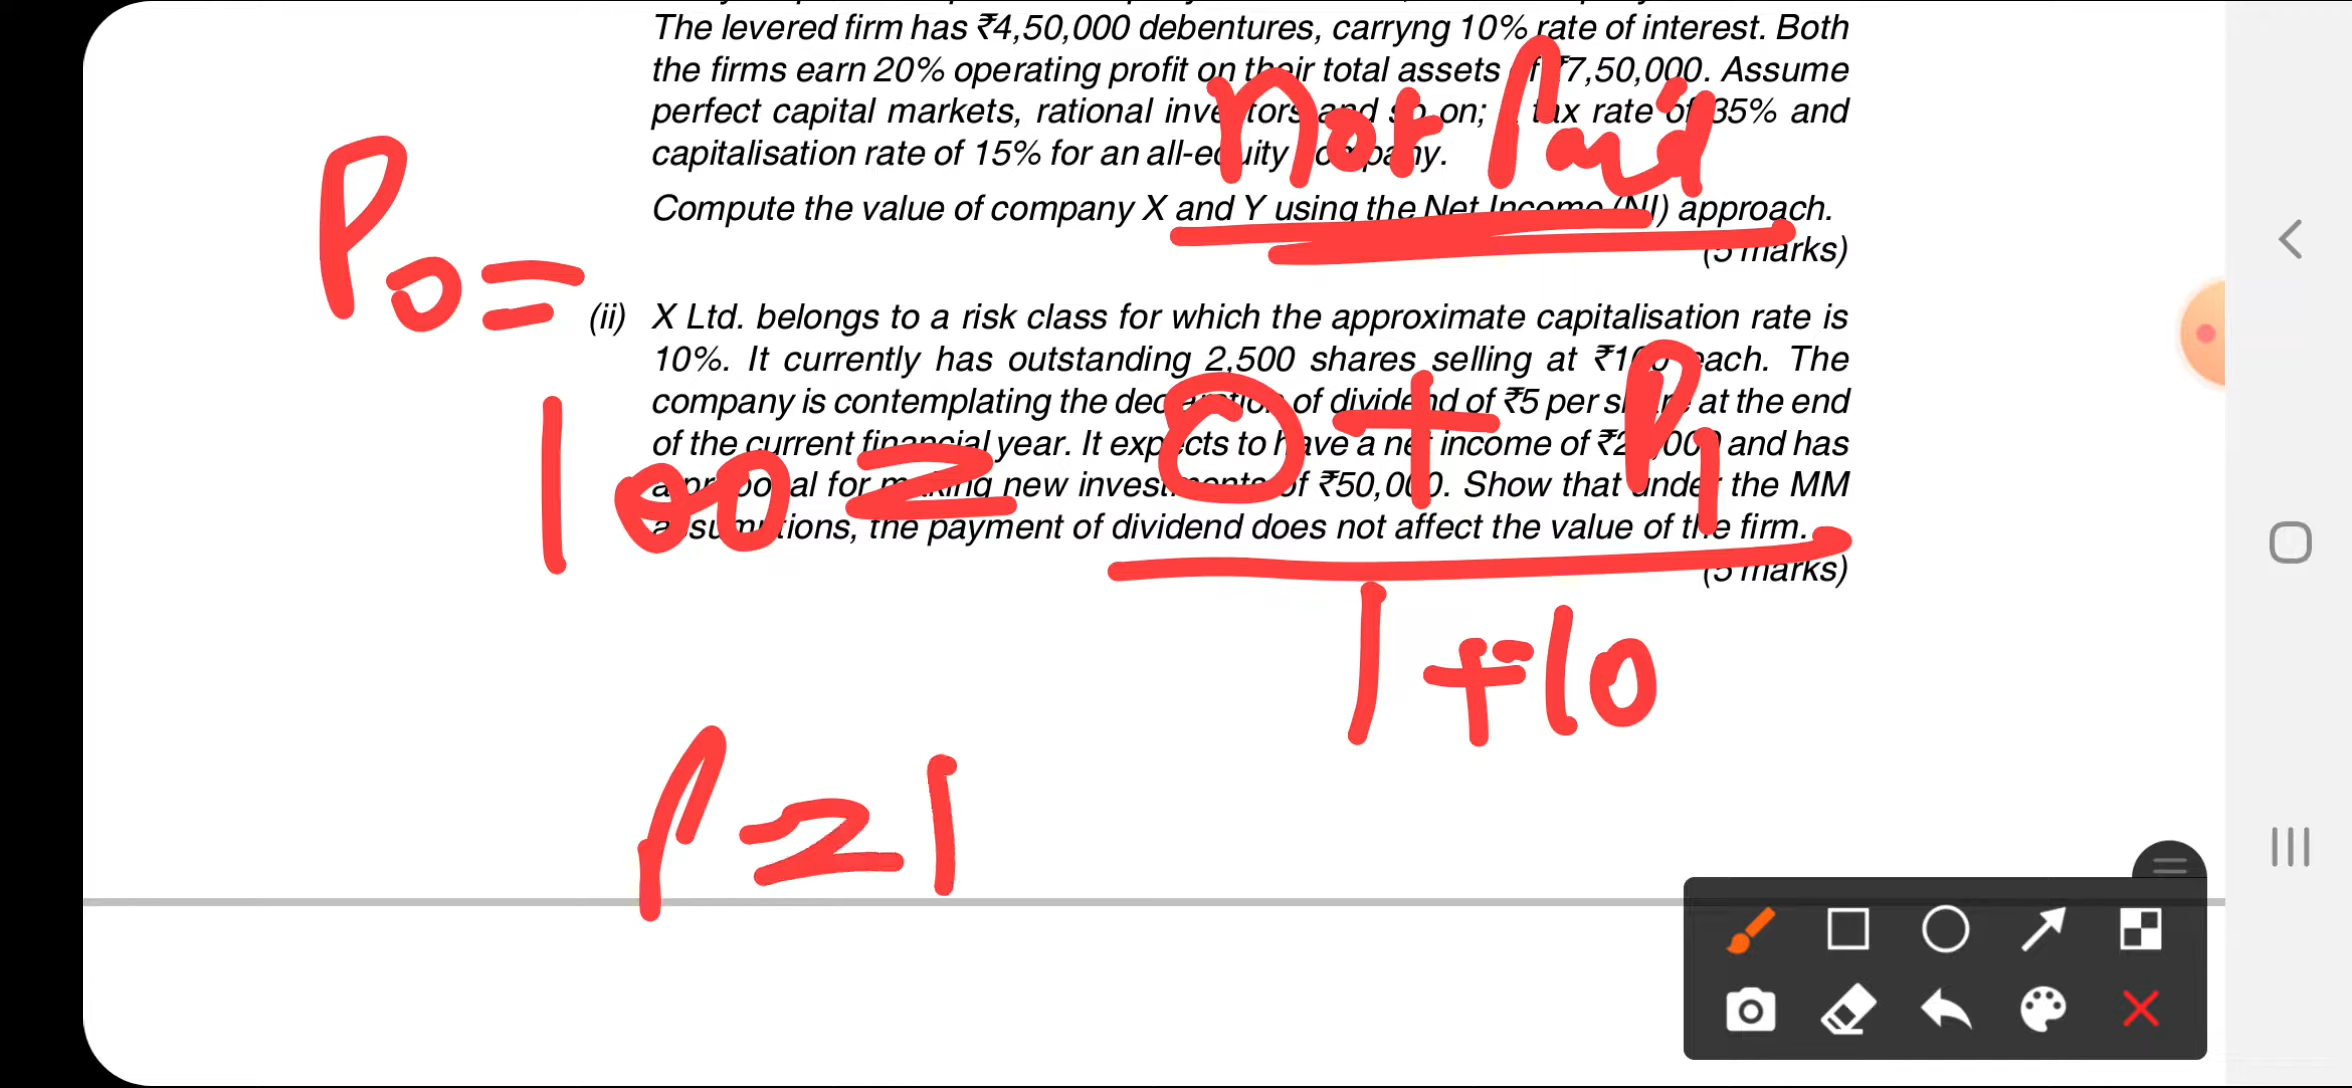 The levered firm has ₹4,50,000 debentures, carryng 10% rate of interest. Both
the firms earn 20% operating profit on their total assets of ₹7,50,000. Assume
perfect capital markets, rational investors and so on; tax rate of 35% and
capitalisation rate of 15% for an all-equity company.
not Paid
Compute the value of company X and Y using the Net Income (NI) approach.
(5 marks)
P0 =
(ii) X Ltd. belongs to a risk class for which the approximate capitalisation rate is
10%. It currently has outstanding 2,500 shares selling at ₹100 each. The
company is contemplating the declaration of dividend of ₹5 per share at the end
of the current financial year. It expects to have a net income of and has
a proposal for making new investments of ₹50,000. Show that under the MM
assumptions, the payment of dividend does not affect the value of the firm.
(5 marks)
100 = 0 + P1
1 + .10
P = 1